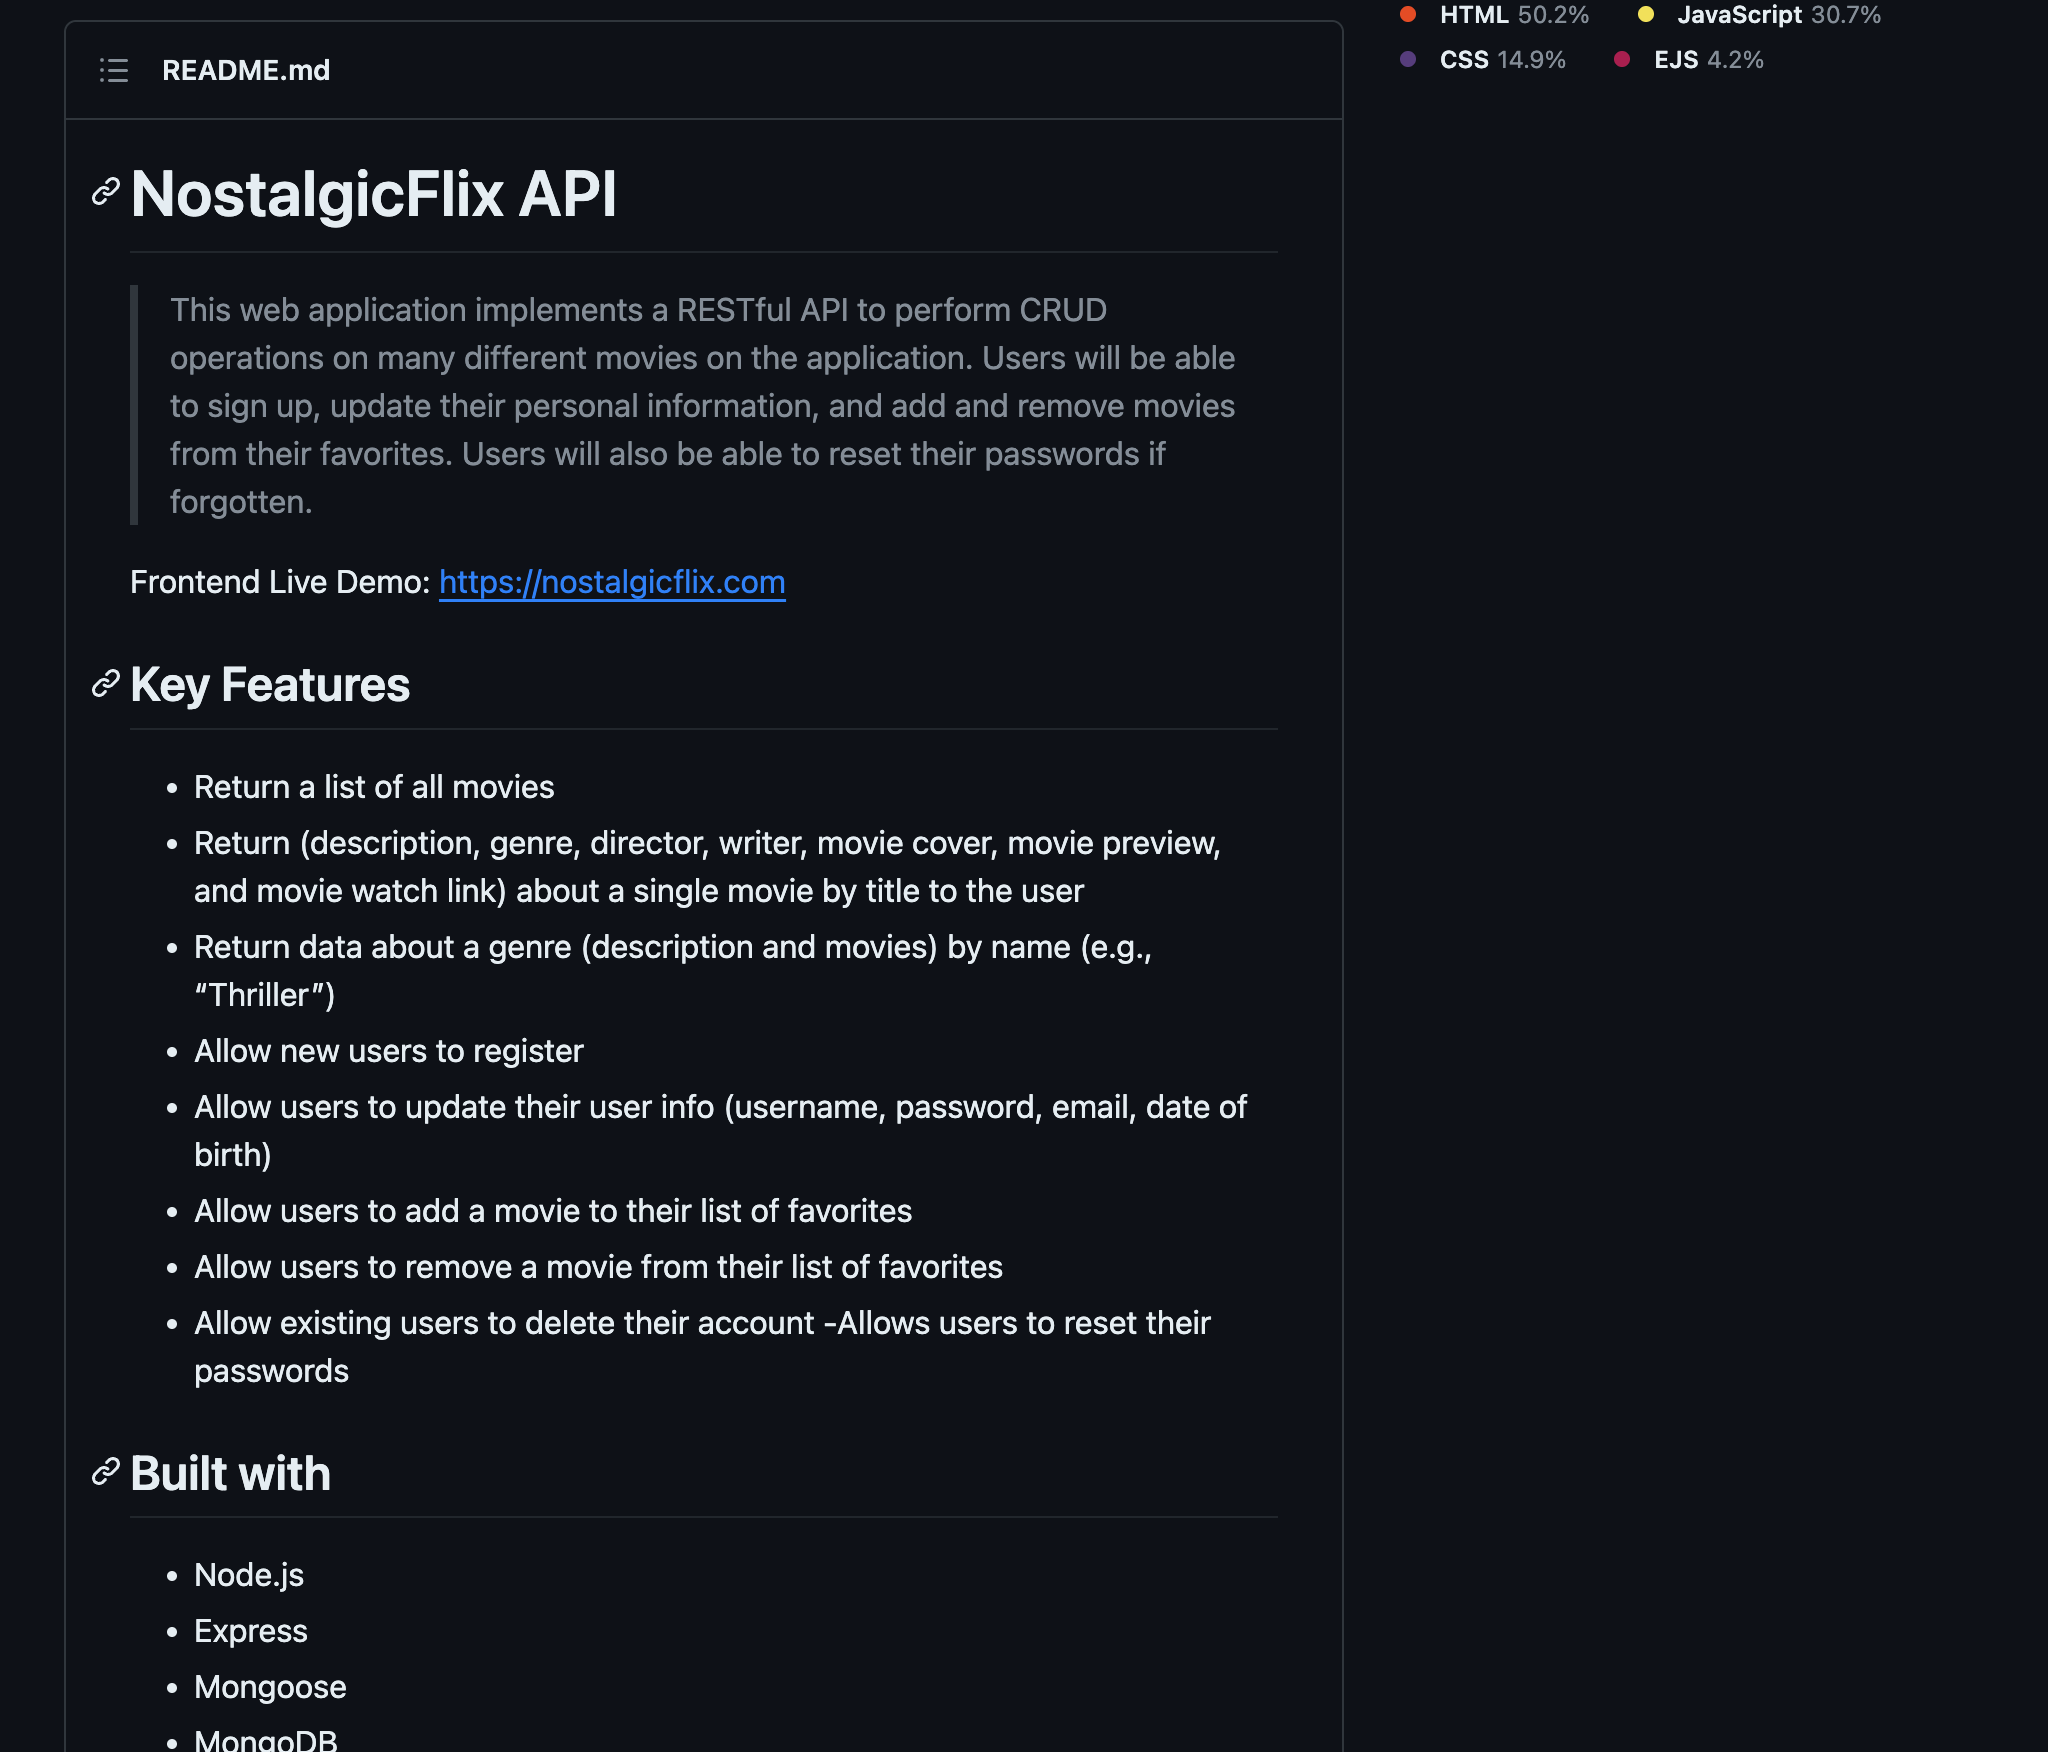 HTML 50.2% JavaScript 30.7%
CSS 14.9% EJS 4.2%
README.md
NostalgicFlix API
This web application implements a RESTful API to perform CRUD
operations on many different movies on the application. Users will be able
to sign up, update their personal information, and add and remove movies
from their favorites. Users will also be able to reset their passwords if
forgotten.
Frontend Live Demo: https://nostalgicflix.com
Key Features
• Return a list of all movies
• Return (description, genre, director, writer, movie cover, movie preview,
and movie watch link) about a single movie by title to the user
• Return data about a genre (description and movies) by name (e.g.,
“Thriller”)
• Allow new users to register
• Allow users to update their user info (username, password, email, date of
birth)
• Allow users to add a movie to their list of favorites
• Allow users to remove a movie from their list of favorites
• Allow existing users to delete their account -Allows users to reset their
passwords
Built with
• Node.js
• Express
• Mongoose
• MongoDB